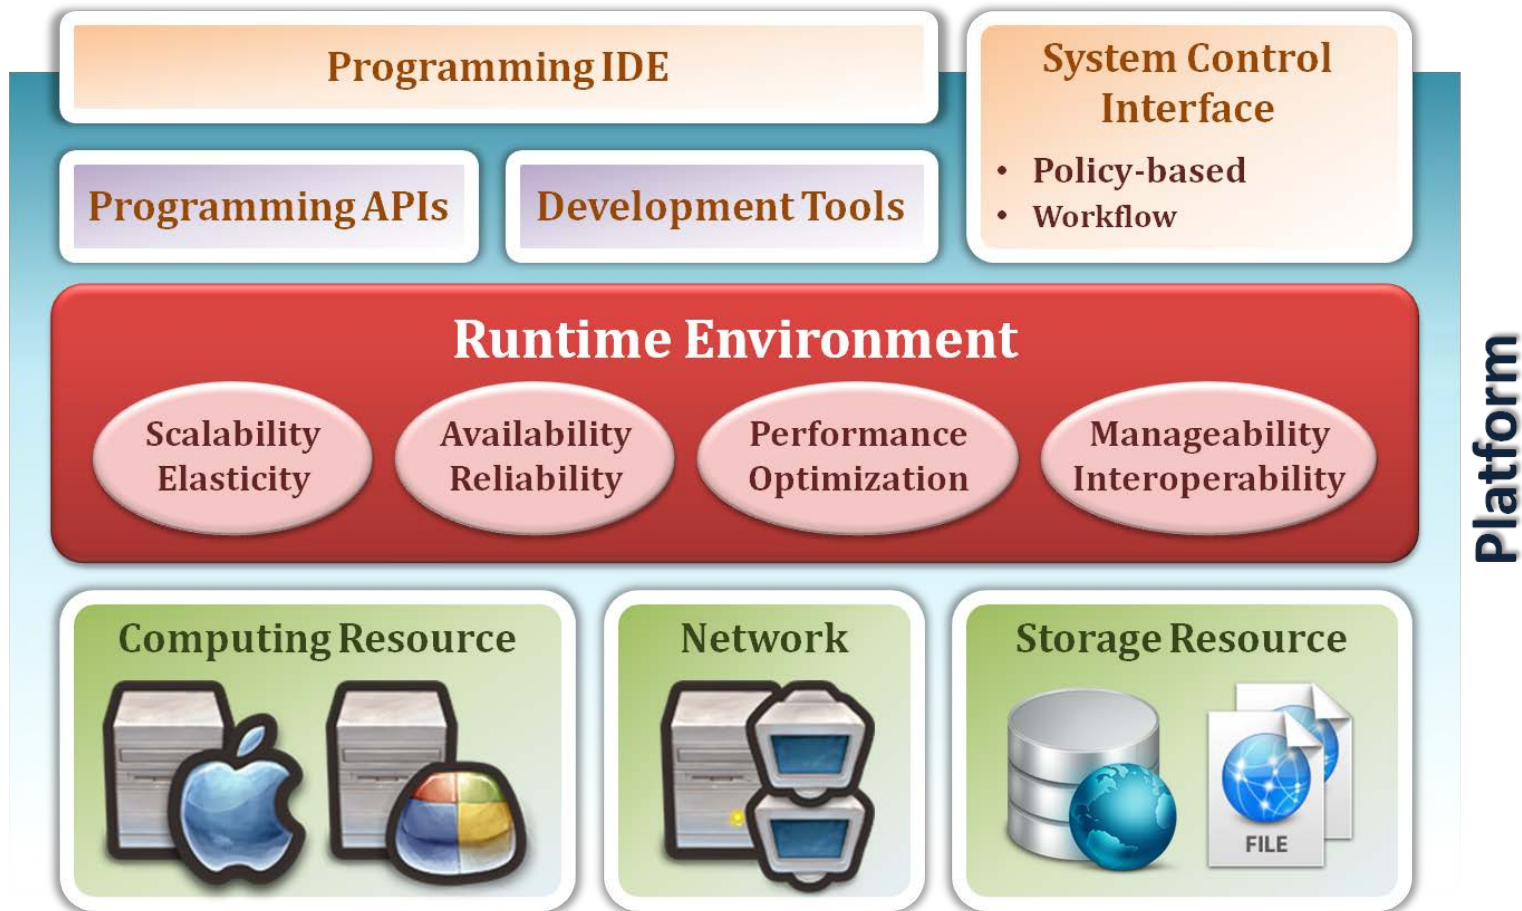 Programming IDE
System Control
Interface
Programming APIs
Development Tools
• Policy-based
• Workflow
Runtime Environment
Scalability
Elasticity
Availability
Reliability
Performance
Optimization
Manageability
Interoperability
Platform
Computing Resource
Network
Storage Resource
FILE